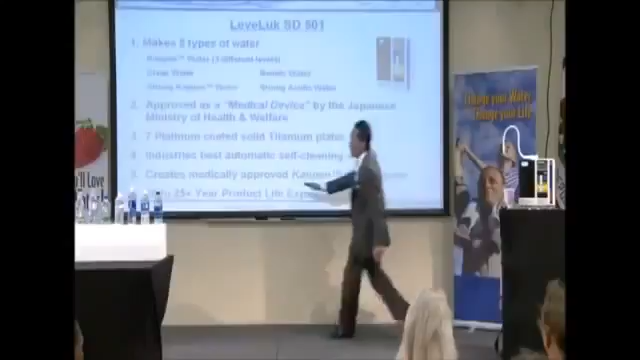 LeveLuk SD 501
1. Makes 5 types of water
Kangen™ Water (3 different levels)
Clean Water Beauty Water
Strong Kangen™ Water Strong Acidic Water
2. Approved as a "Medical Device" by the Japanese
Ministry of Health & Welfare
3. 7 Platinum coated solid Titanium plates
4. Industries best automatic self-cleaning
5. Creates medically approved Kangen
25+ Year Product Life
Change your Water
Change your Life
'll Love